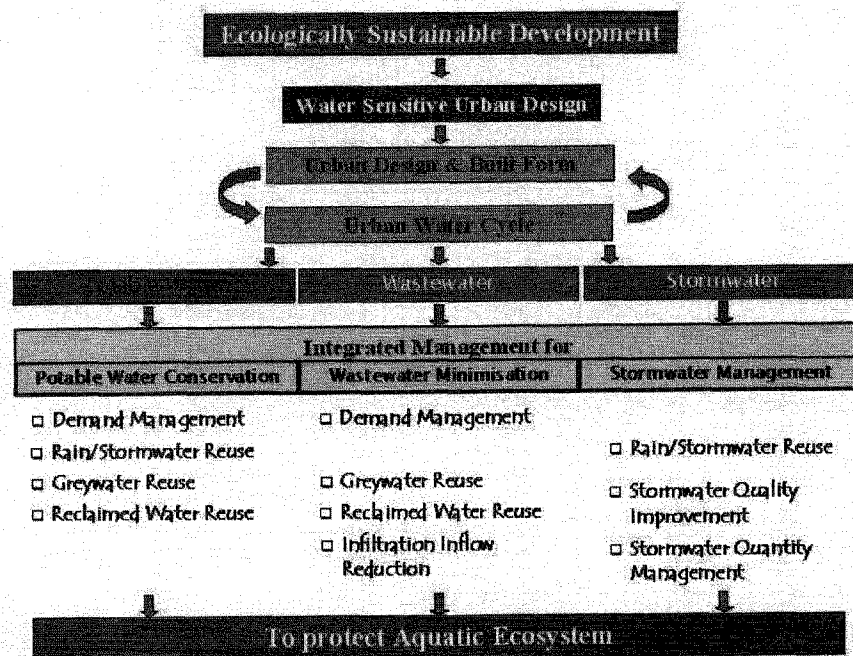 Ecologically Sustainable Development
Water Sensitive Urban Design
Urban Design & Built Form
Urban Water Cycle
Wastewater
Stormwater
Integrated Management for
Potable Water Conservation
Wastewater Minimisation
Stormwater Management
Demand Management
Rain/Stormwater Reuse
Greywater Reuse
Reclaimed Water Reuse
Demand Management
Greywater Reuse
Reclaimed Water Reuse
Infiltration Inflow
Reduction
Rain/Stormwater Reuse
Stormwater Quality
Improvement
Stormwater Quantity
Management
To protect Aquatic Ecosystem